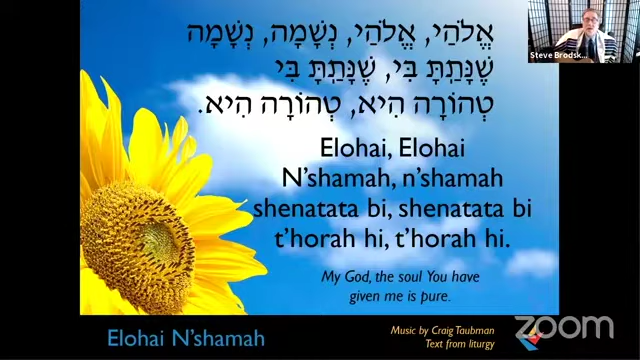 אֱלֹהַי, אֱלֹהַי, נְשָׁמָה, נְשָׁמָה
שֶׁנָּתַֽתָּ בִּי, שֶׁנָּתַֽתָּ בִּי
טְהוֹרָה הִיא, טְהוֹרָה הִיא.
Elohai, Elohai
N'shamah, n'shamah
shenatata bi, shenatata bi
t'horah hi, t'horah hi.
My God, the soul You have
given me is pure.
Elohai N'shamah
Music by Craig Taubman
Text from liturgy
zoom
Steve Brodsk...